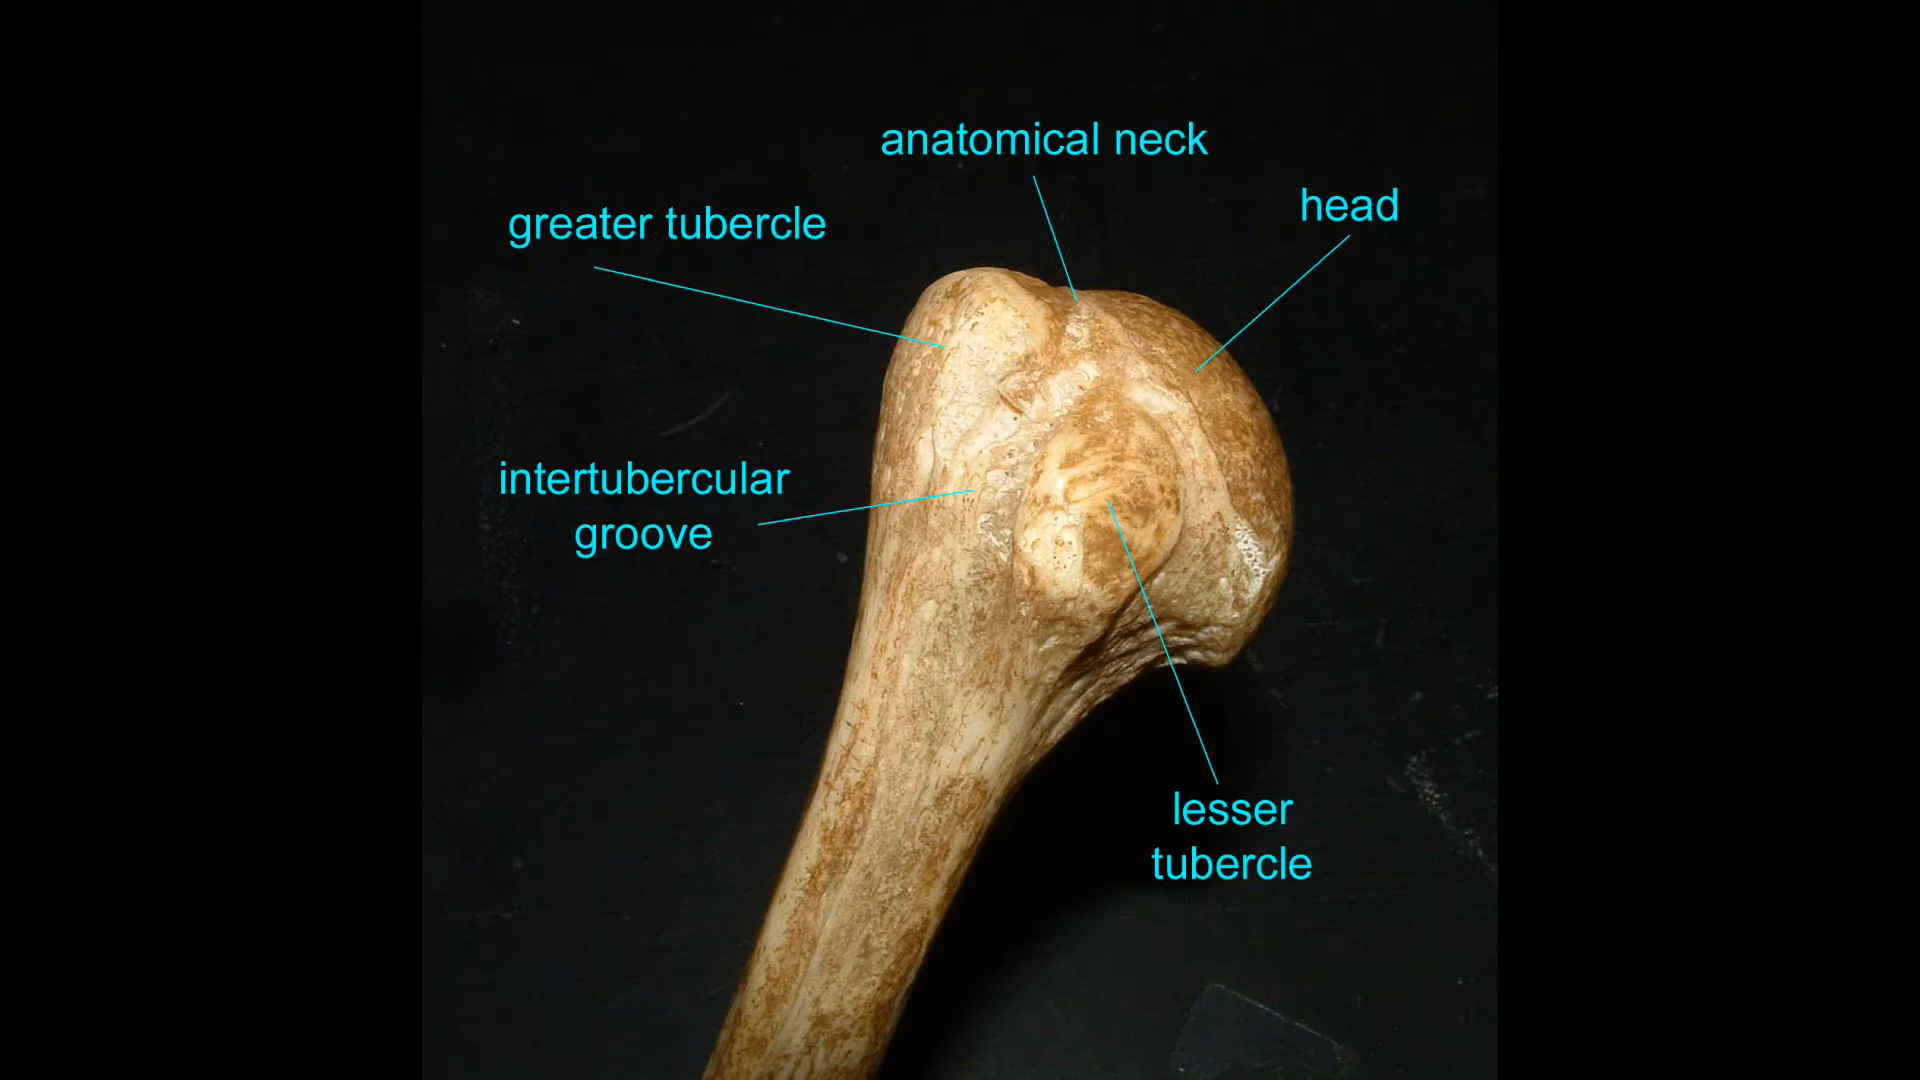 anatomical neck
head
greater tubercle
intertubercular
groove
lesser
tubercle